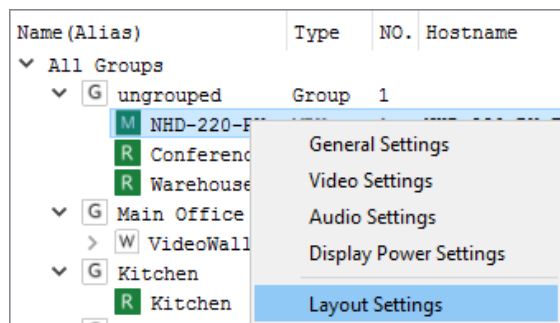 Name(Alias) Type NO. Hostname
All Groups
G ungrouped Group 1
M NHD-220-
R
R Warehouse
G Main Office
W VideoWall
G Kitchen
R Kitchen
General Settings
Video Settings
Audio Settings
Display Power Settings
Layout Settings